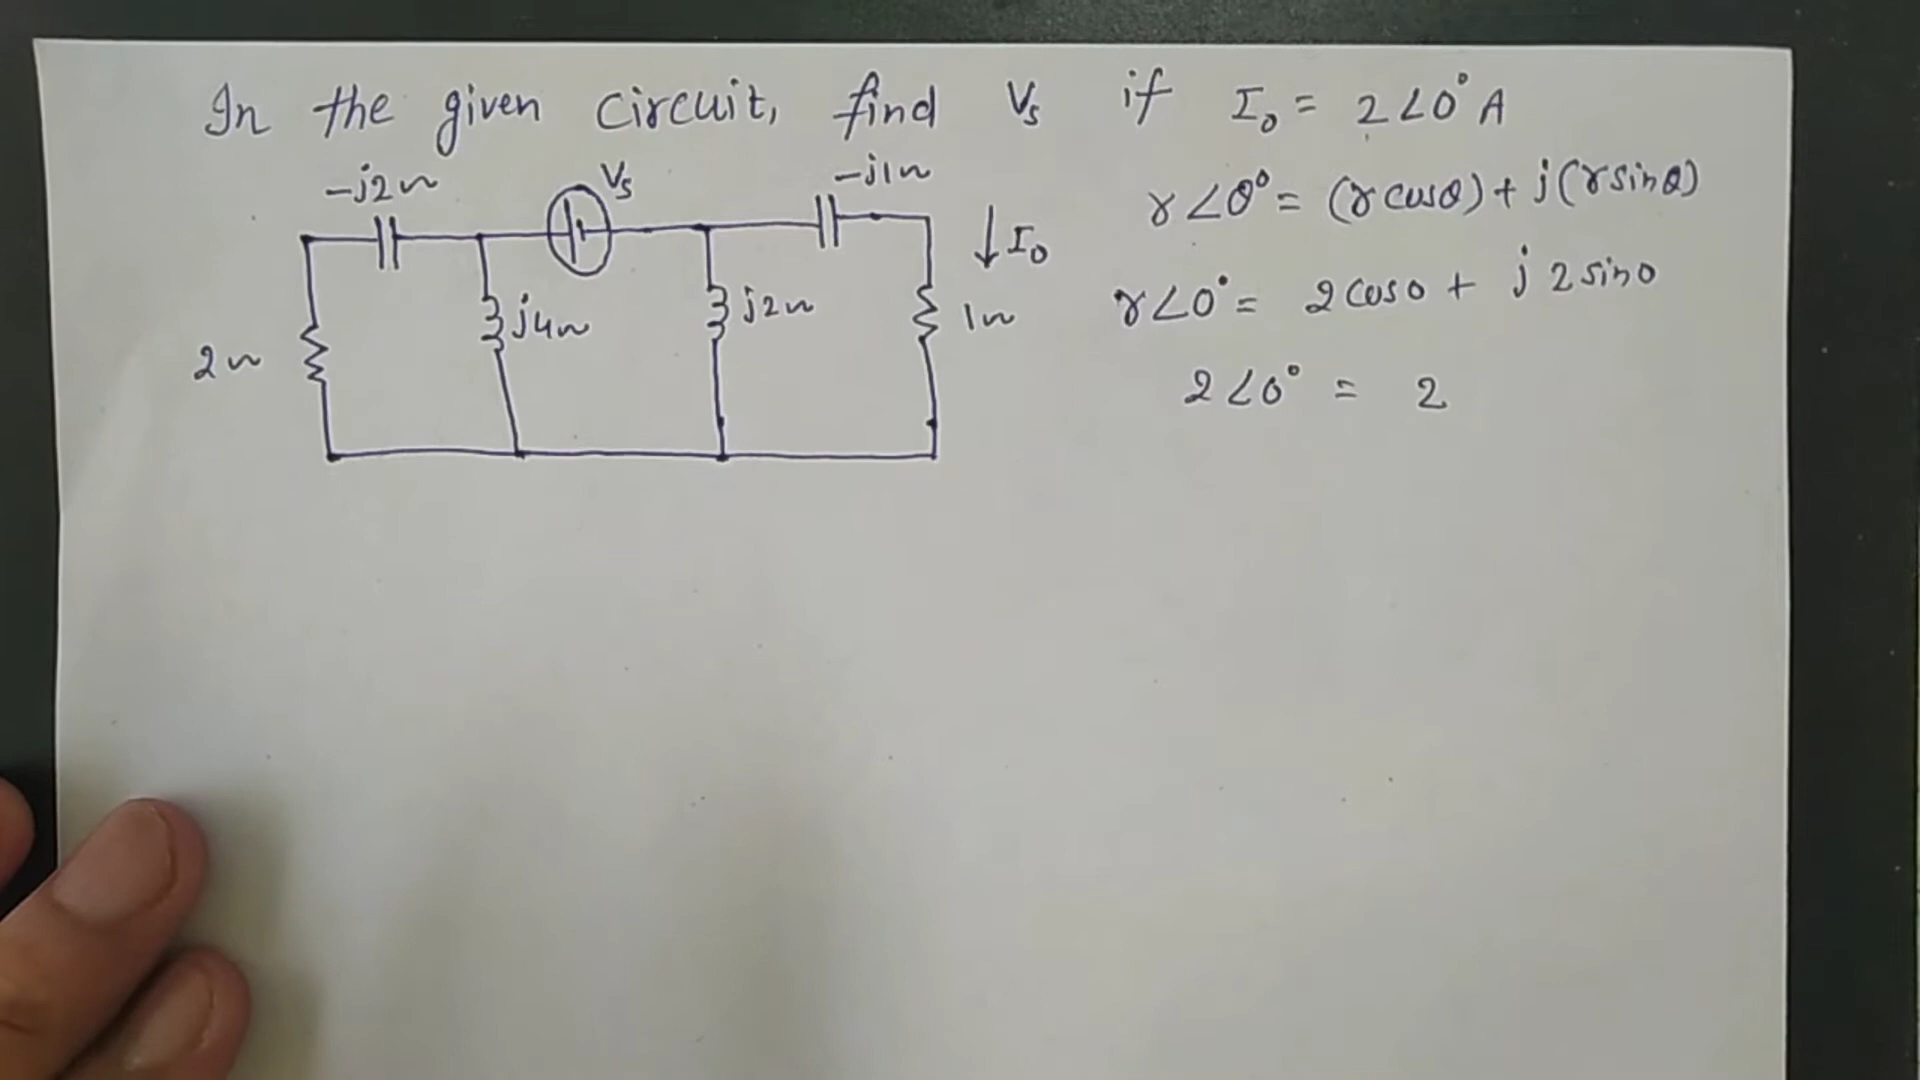 In the given circuit, find Vs if I₀ = 2∠0° A
-j2Ω Vs -j1Ω
r∠θ° = (r cosθ) + j(r sinθ)
↓I₀
2Ω j4Ω j2Ω 1Ω
r∠0° = 2 cos0 + j 2 sin0
2∠0° = 2